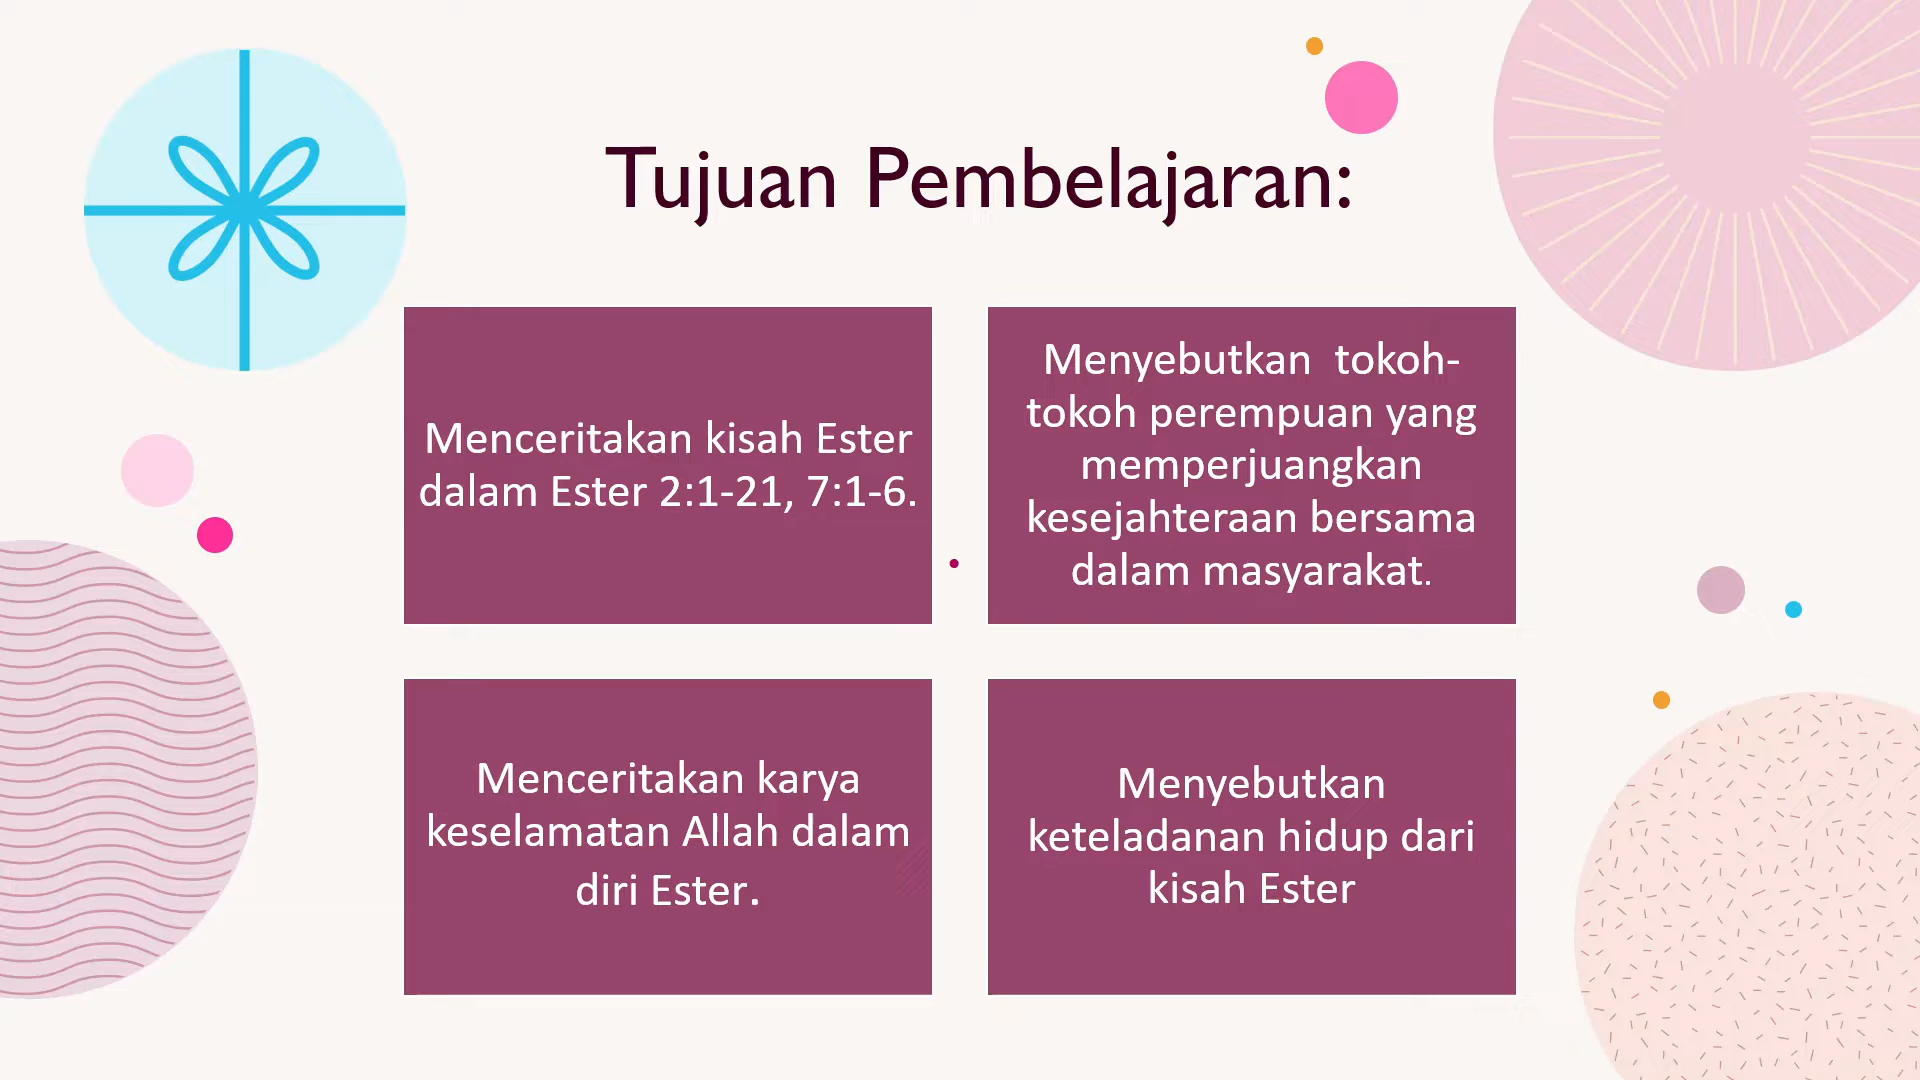 Tujuan Pembelajaran:
Menceritakan kisah Ester
dalam Ester 2:1-21, 7:1-6.
Menyebutkan tokoh-
tokoh perempuan yang
memperjuangkan
kesejahteraan bersama
dalam masyarakat.
Menceritakan karya
keselamatan Allah dalam
diri Ester.
Menyebutkan
keteladanan hidup dari
kisah Ester